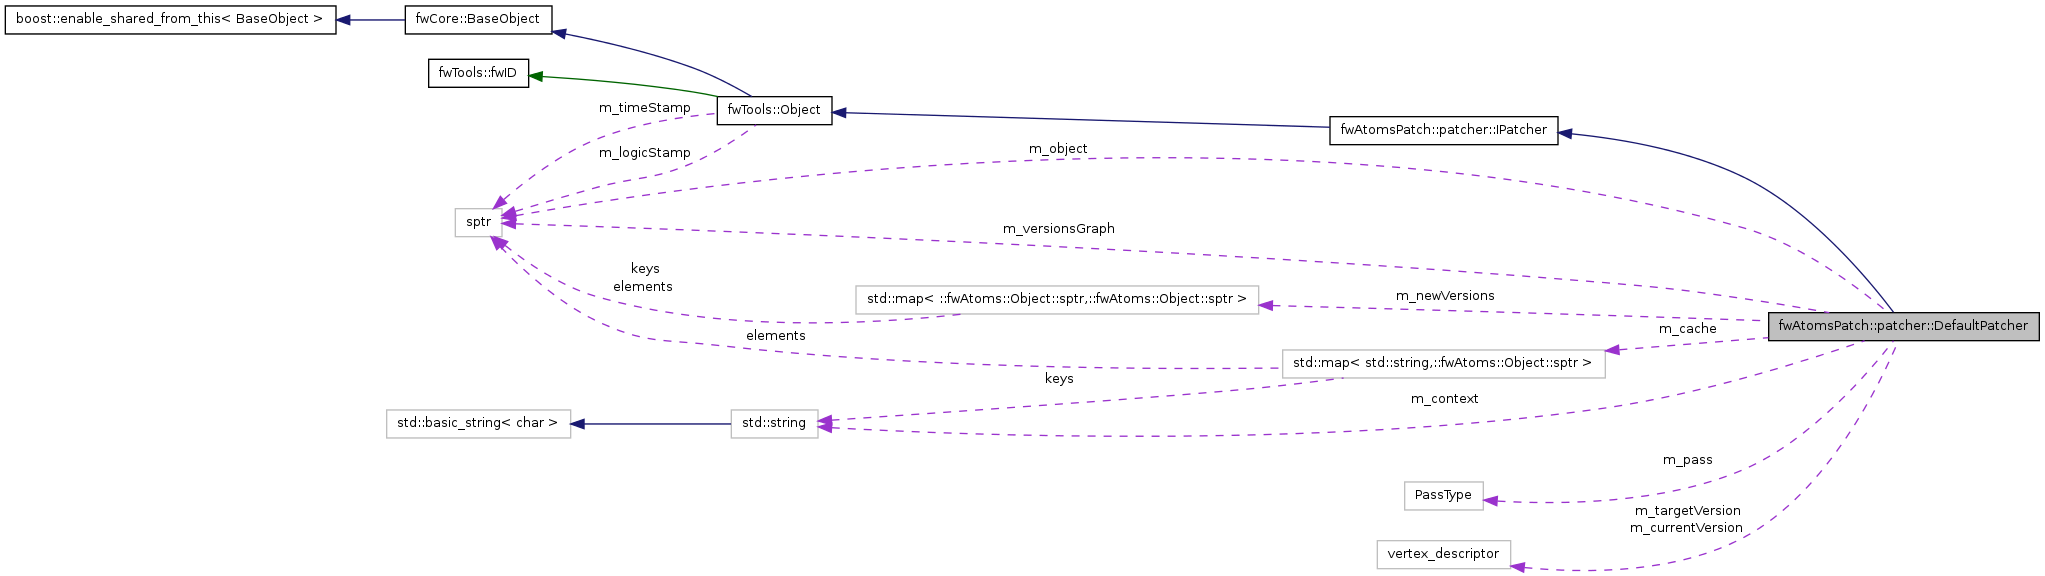 boost::enable_shared_from_this< BaseObject >
fwCore::BaseObject
fwTools::fwID
m_timeStamp
fwTools::Object
fwAtomsPatch::patcher::IPatcher
m_logicStamp
m_object
sptr
m_versionsGraph
keys
elements
std::map< ::fwAtoms::Object::sptr,::fwAtoms::Object::sptr >
m_newVersions
fwAtomsPatch::patcher::DefaultPatcher
elements
m_cache
std::map< std::string,::fwAtoms::Object::sptr >
keys
m_context
std::basic_string< char >
std::string
m_pass
PassType
m_targetVersion
m_currentVersion
vertex_descriptor